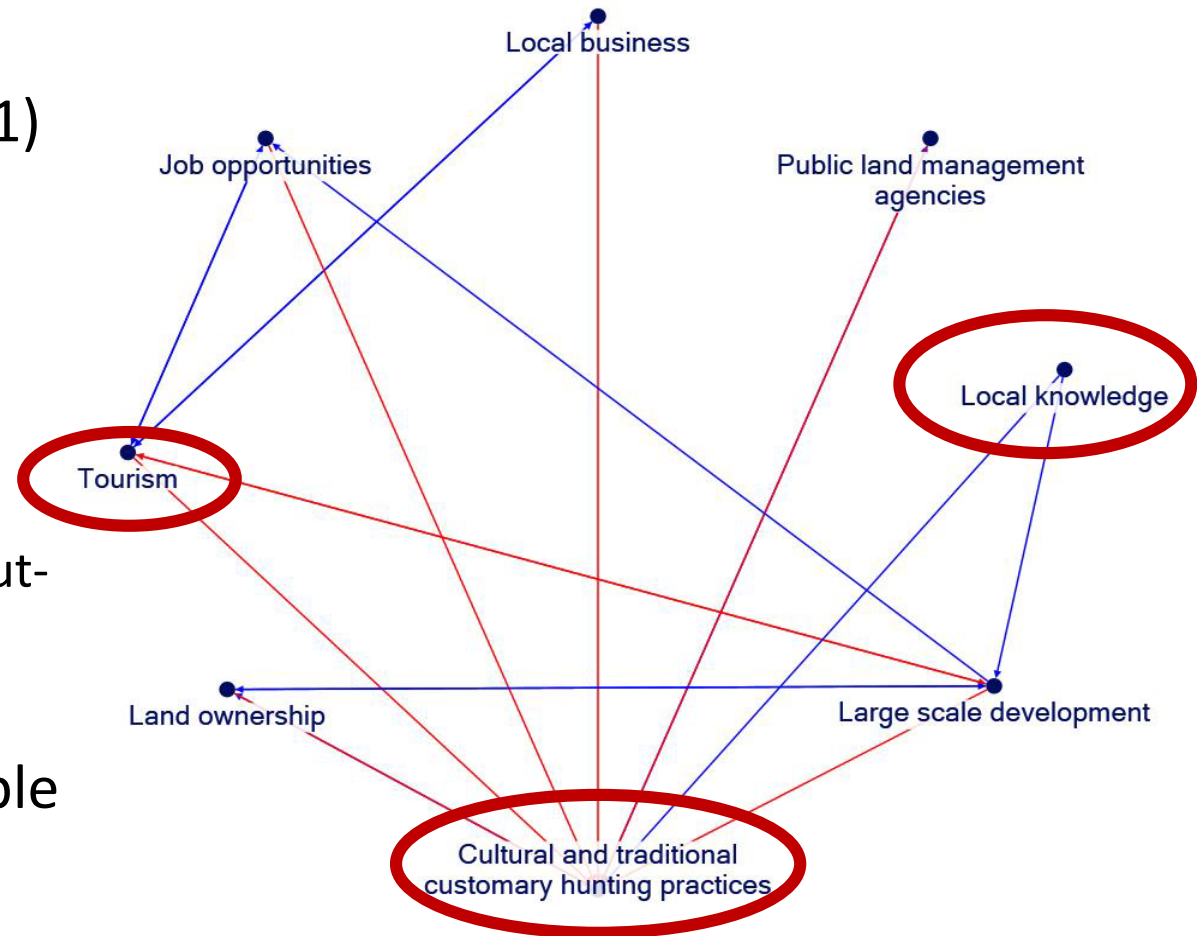 Local business
1)
Job opportunities
Public land management
agencies
Local knowledge
Tourism
ut-
Land ownership
Large scale development
ple
Cultural and traditional
customary hunting practices